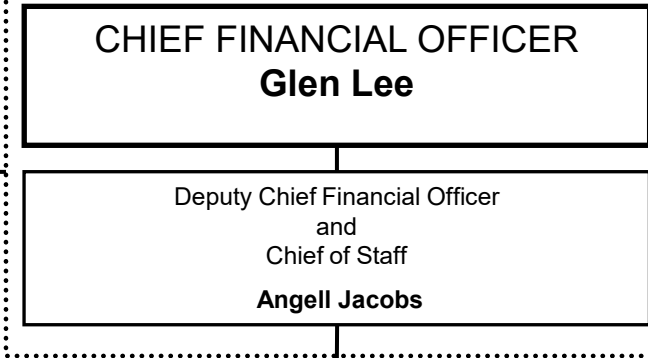 CHIEF FINANCIAL OFFICER
Glen Lee
Deputy Chief Financial Officer
and
Chief of Staff
Angell Jacobs